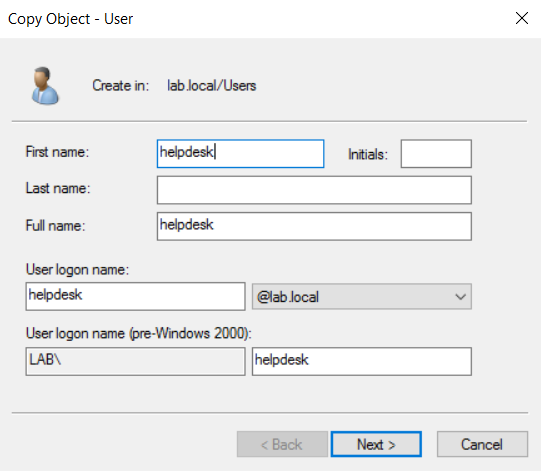 Copy Object - User
Create in: lab.local/Users
First name: helpdesk Initials:
Last name:
Full name: helpdesk
User logon name:
helpdesk @lab.local
User logon name (pre-Windows 2000):
LAB\ helpdesk
< Back Next > Cancel